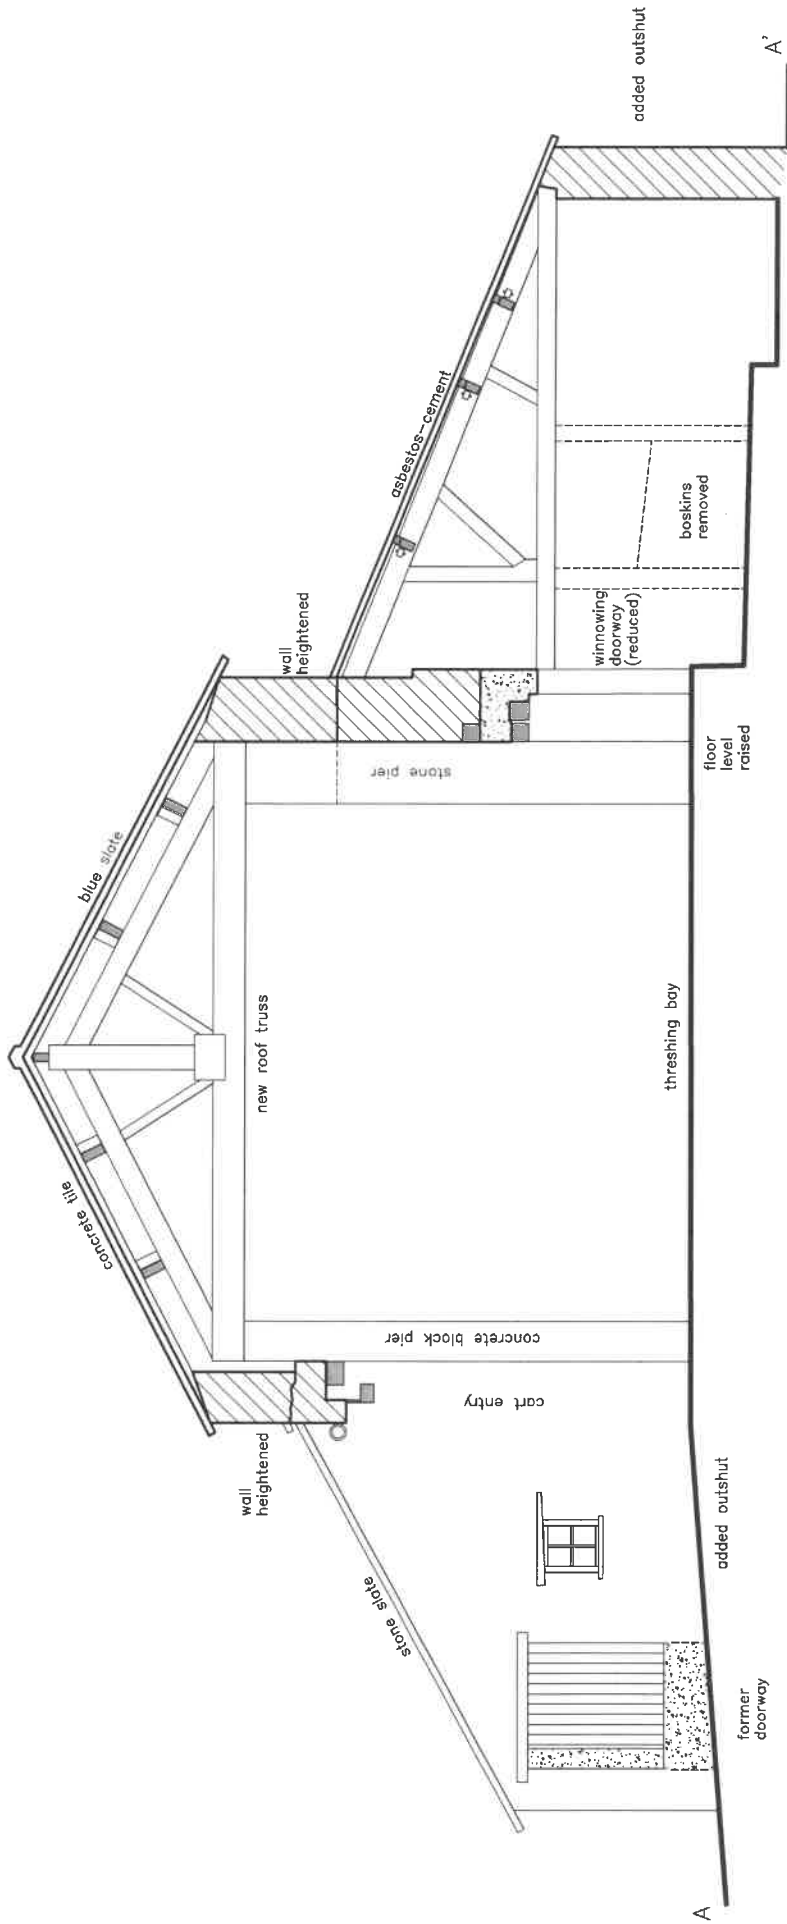 concrete tile
blue slate
wall
heightened
stone slate
new roof truss
stone pier
wall
heightened
asbestos-cement
concrete block pier
cart entry
threshing bay
winnowing
doorway
(reduced)
boskins
removed
floor
level
raised
former
doorway
added outshut
added outshut
A
A'